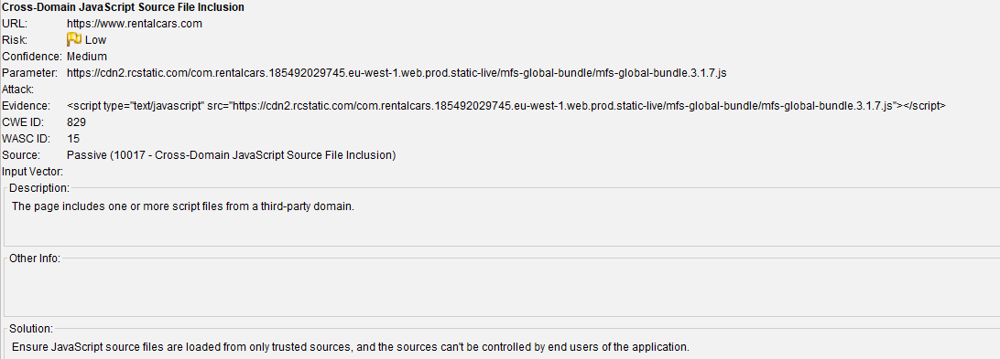 Cross-Domain JavaScript Source File Inclusion
URL: https://www.rentalcars.com
Risk: Low
Confidence: Medium
Parameter: https://cdn2.rcstatic.com/com.rentalcars.185492029745.eu-west-1.web.prod.static-live/mfs-global-bundle/mfs-global-bundle.3.1.7.js
Attack:
Evidence: <script type="text/javascript" src="https://cdn2.rcstatic.com/com.rentalcars.185492029745.eu-west-1.web.prod.static-live/mfs-global-bundle/mfs-global-bundle.3.1.7.js"></script>
CWE ID: 829
WASC ID: 15
Source: Passive (10017 - Cross-Domain JavaScript Source File Inclusion)
Input Vector:
Description:
The page includes one or more script files from a third-party domain.
Other Info:
Solution:
Ensure JavaScript source files are loaded from only trusted sources, and the sources can't be controlled by end users of the application.